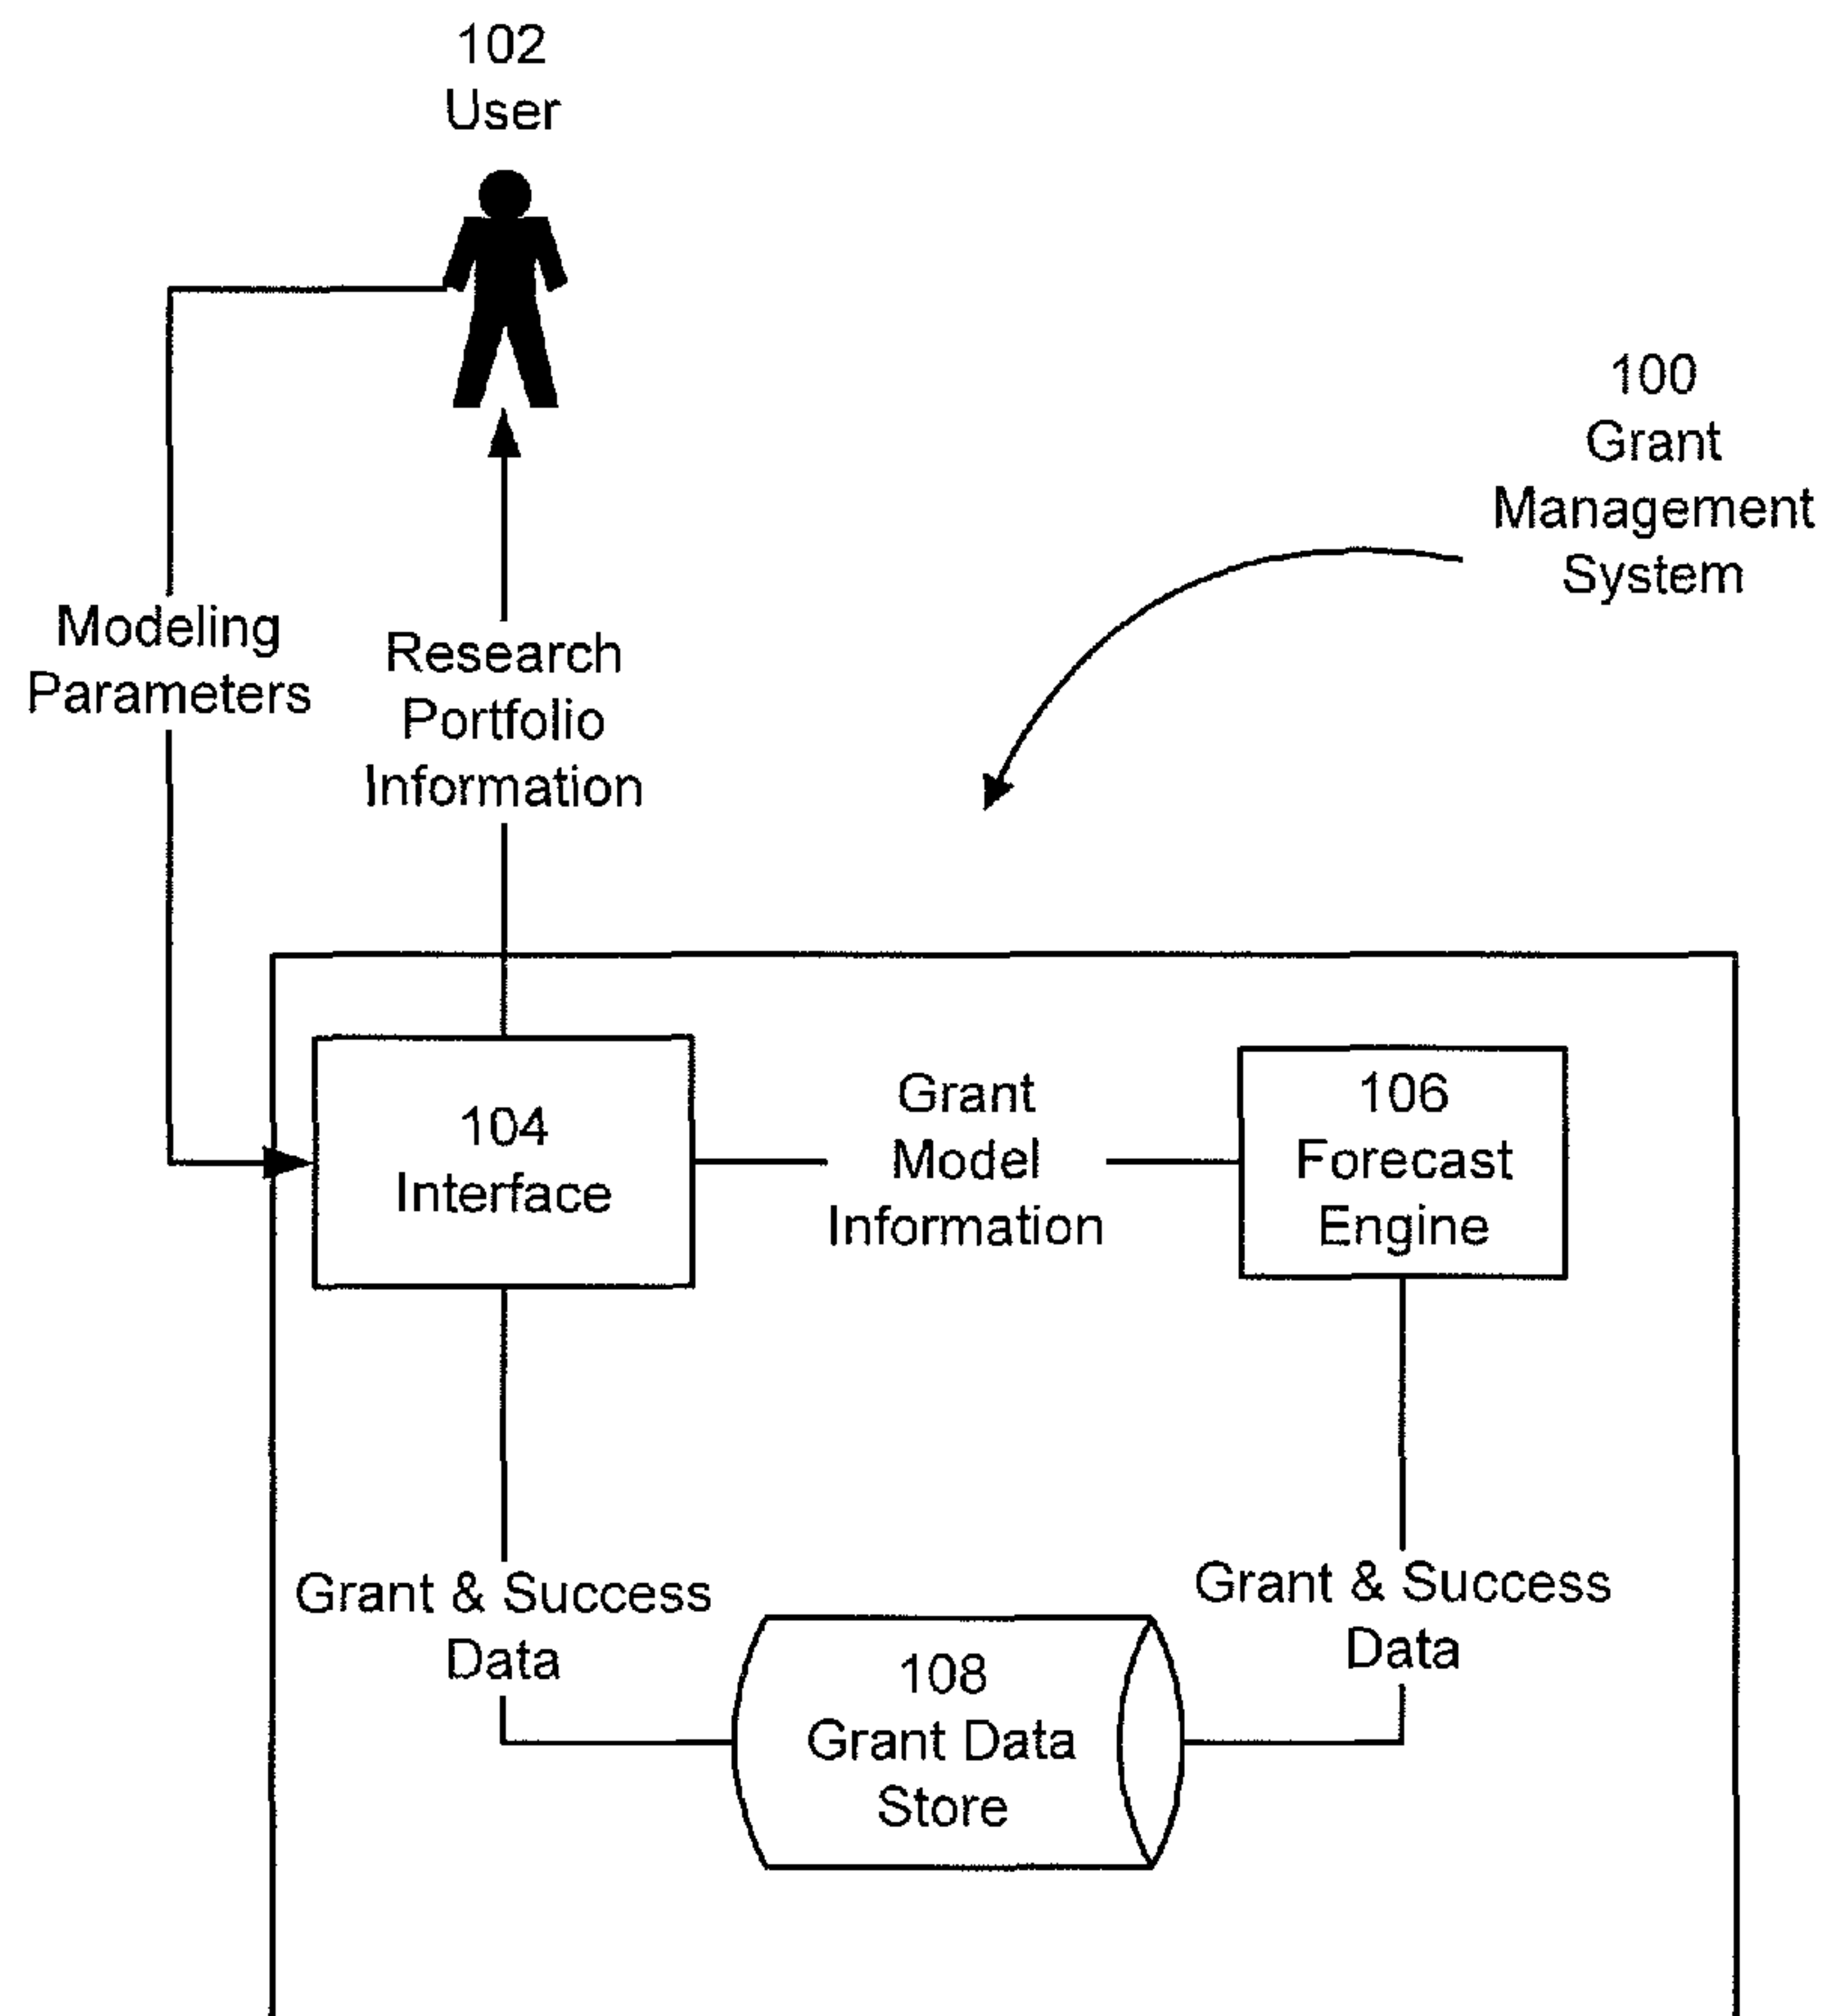 102
User
100
Grant
Management
System
Modeling
Parameters
Research
Portfolio
Information
104
Interface
Grant
Model
Information
106
Forecast
Engine
Grant & Success
Data
108
Grant Data
Store
Grant & Success
Data